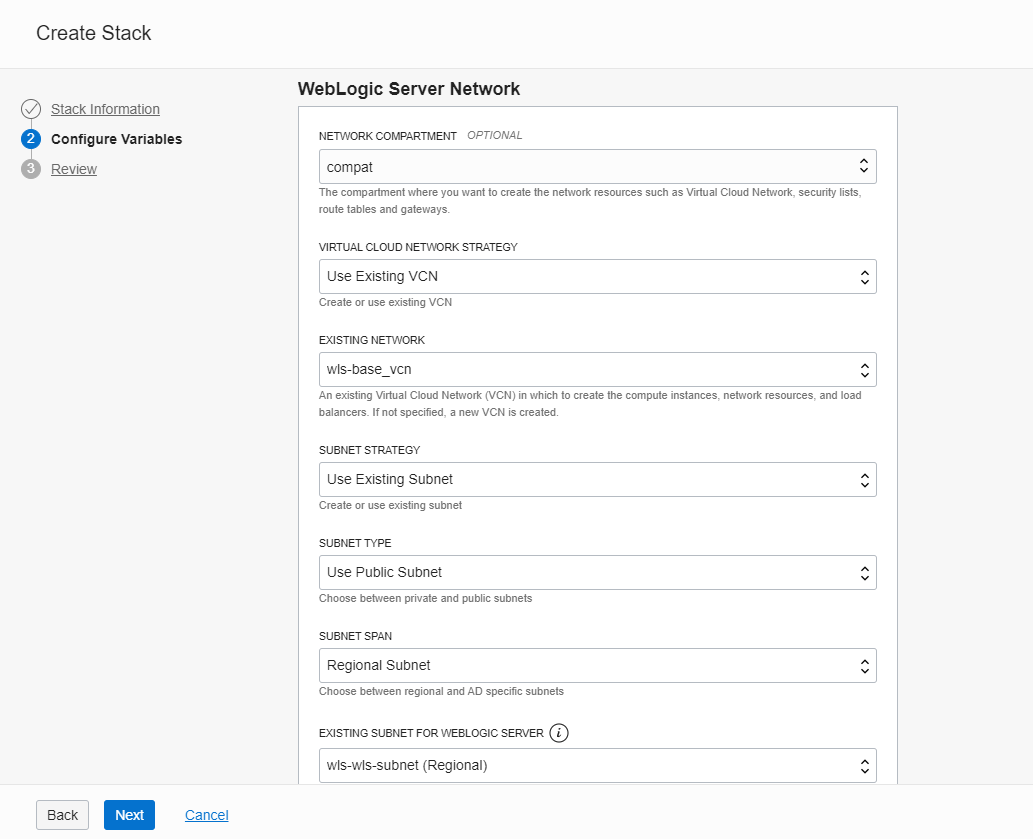 Create Stack
Stack Information
2 Configure Variables
3 Review
WebLogic Server Network
NETWORK COMPARTMENT OPTIONAL
compat
The compartment where you want to create the network resources such as Virtual Cloud Network, security lists,
route tables and gateways.
VIRTUAL CLOUD NETWORK STRATEGY
Use Existing VCN
Create or use existing VCN
EXISTING NETWORK
wls-base_vcn
An existing Virtual Cloud Network (VCN) in which to create the compute instances, network resources, and load
balancers. If not specified, a new VCN is created.
SUBNET STRATEGY
Use Existing Subnet
Create or use existing subnet
SUBNET TYPE
Use Public Subnet
Choose between private and public subnets
SUBNET SPAN
Regional Subnet
Choose between regional and AD specific subnets
EXISTING SUBNET FOR WEBLOGIC SERVER i
wls-wls-subnet (Regional)
Back Next Cancel